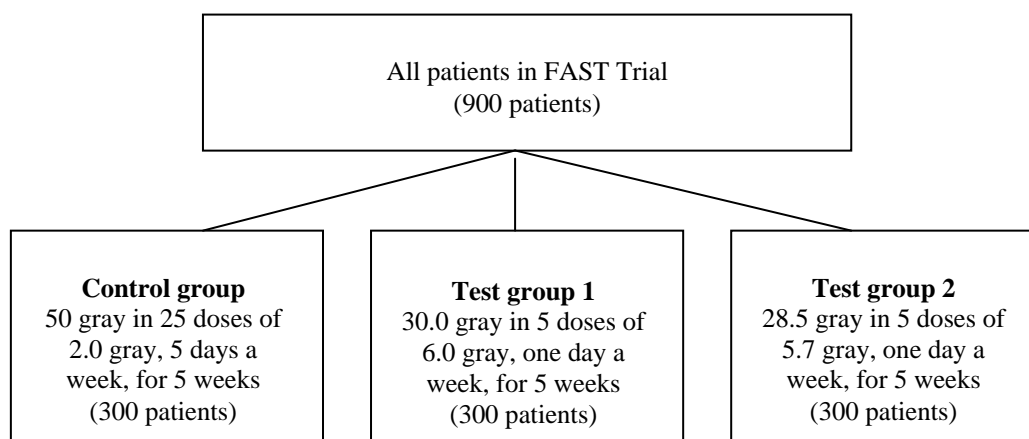 All patients in FAST Trial
(900 patients)
Control group
50 gray in 25 doses of
2.0 gray, 5 days a
week, for 5 weeks
(300 patients)
Test group 1
30.0 gray in 5 doses of
6.0 gray, one day a
week, for 5 weeks
(300 patients)
Test group 2
28.5 gray in 5 doses of
5.7 gray, one day a
week, for 5 weeks
(300 patients)